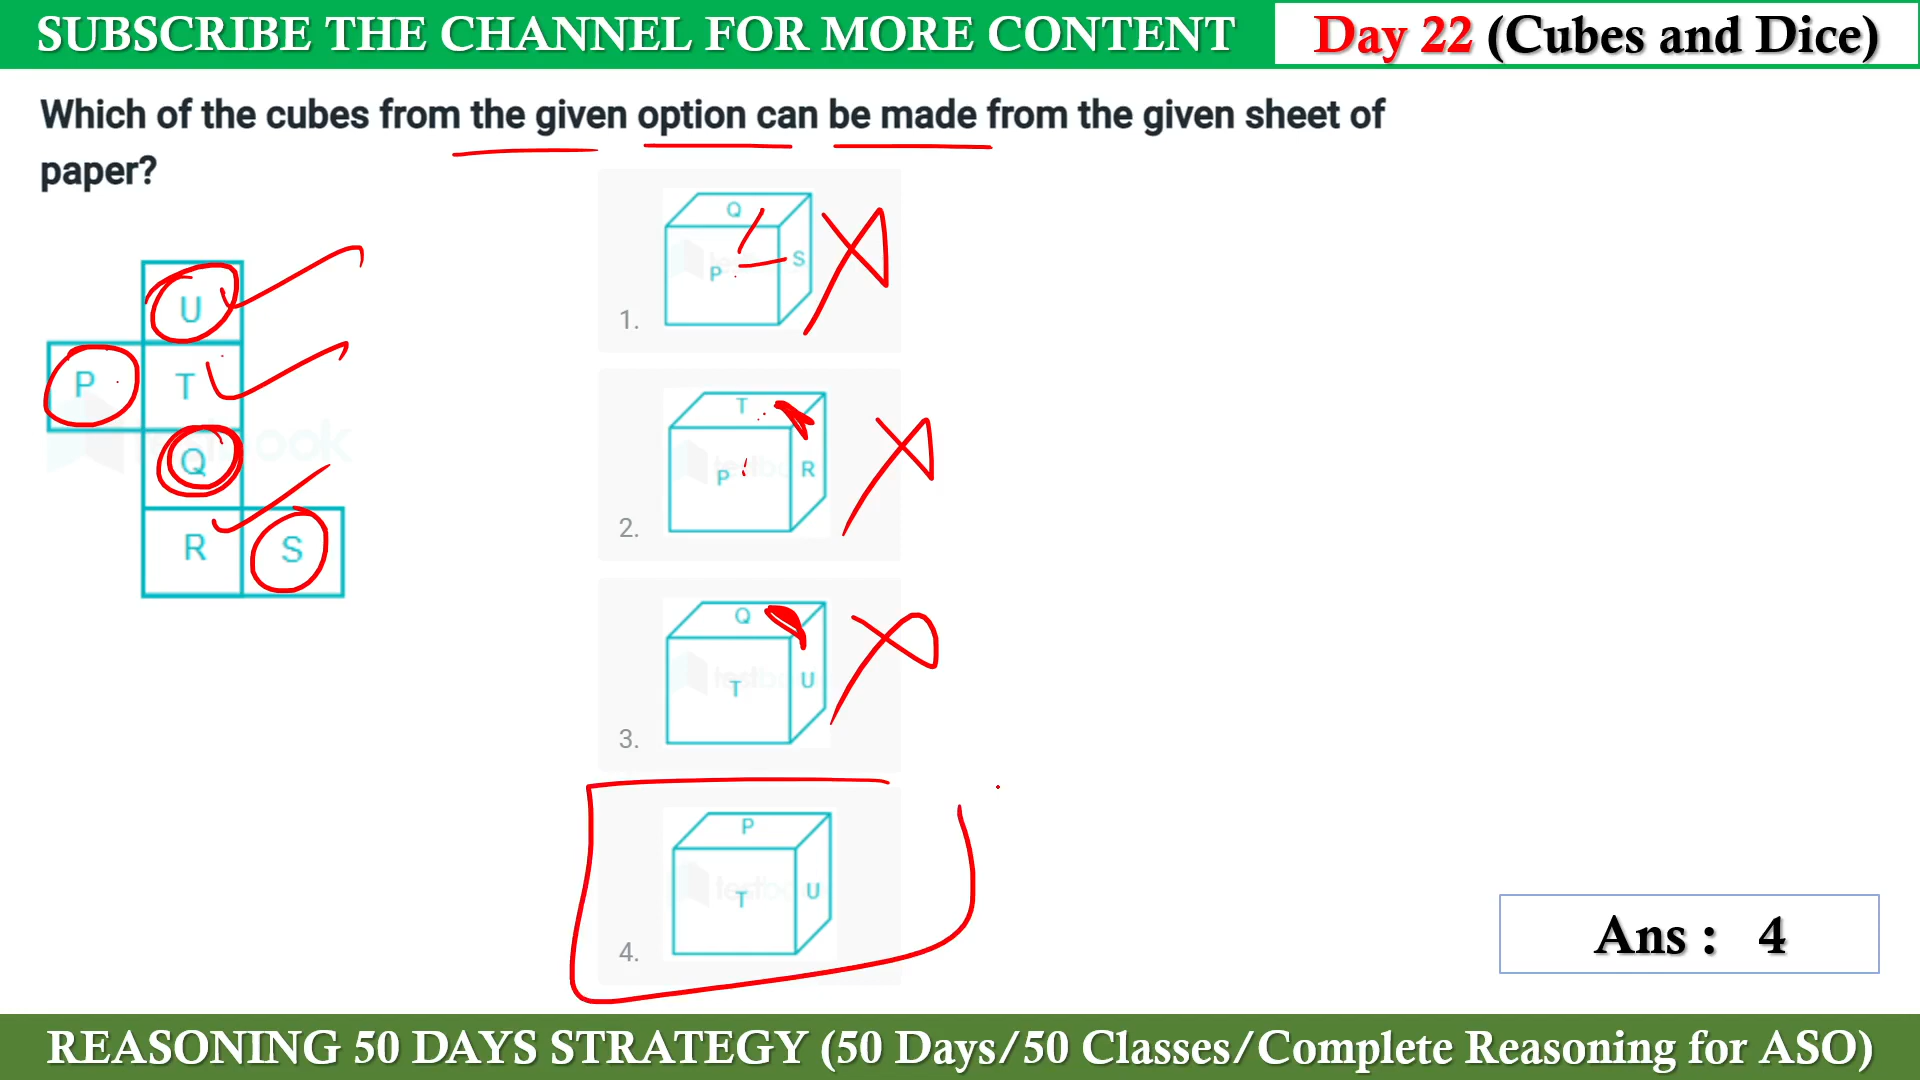 SUBSCRIBE THE CHANNEL FOR MORE CONTENT
Day 22 (Cubes and Dice)
Which of the cubes from the given option can be made from the given sheet of
paper?
U
P T
Q
R S
Q
P
S
1.
T
P
R
2.
Q
T
U
3.
P
T
U
4.
Ans : 4
REASONING 50 DAYS STRATEGY (50 Days/50 Classes/Complete Reasoning for ASO)